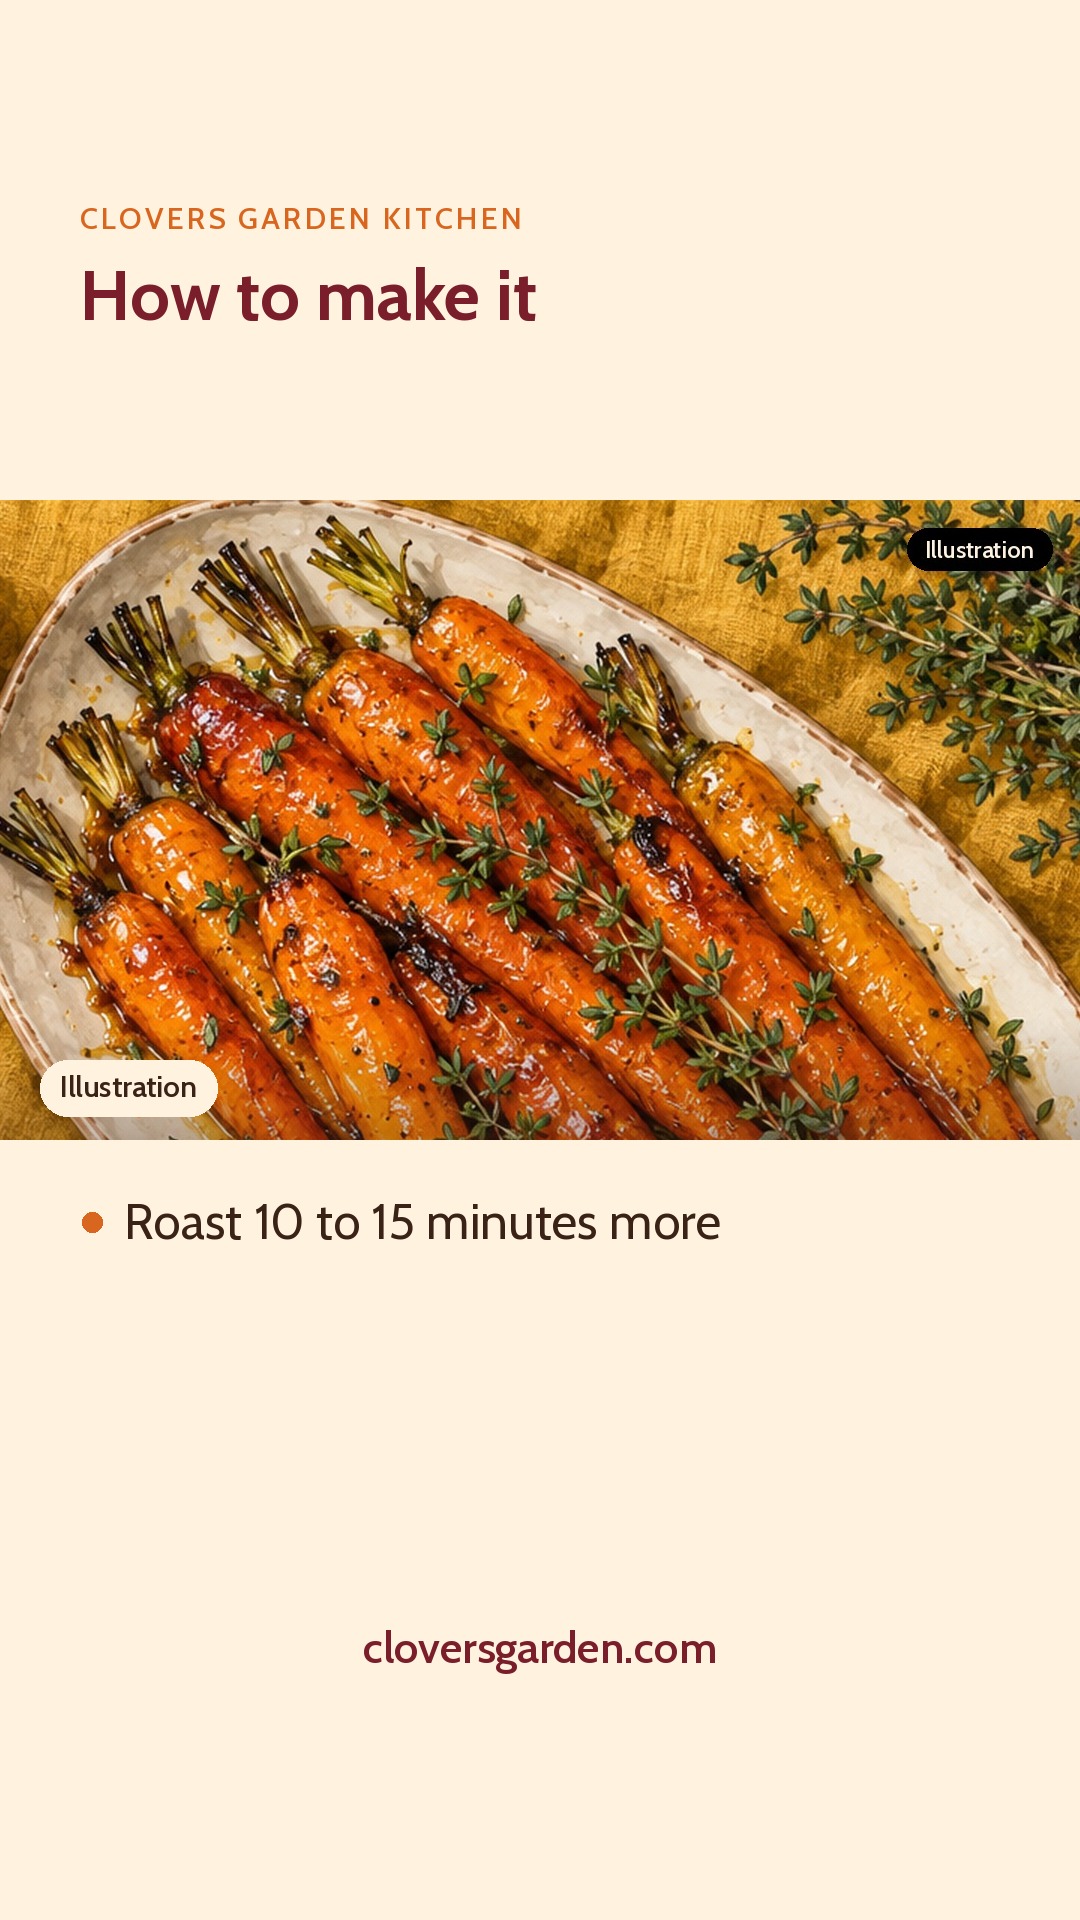 CLOVERS GARDEN KITCHEN
How to make it
Illustration
Illustration
Roast 10 to 15 minutes more
cloversgarden.com